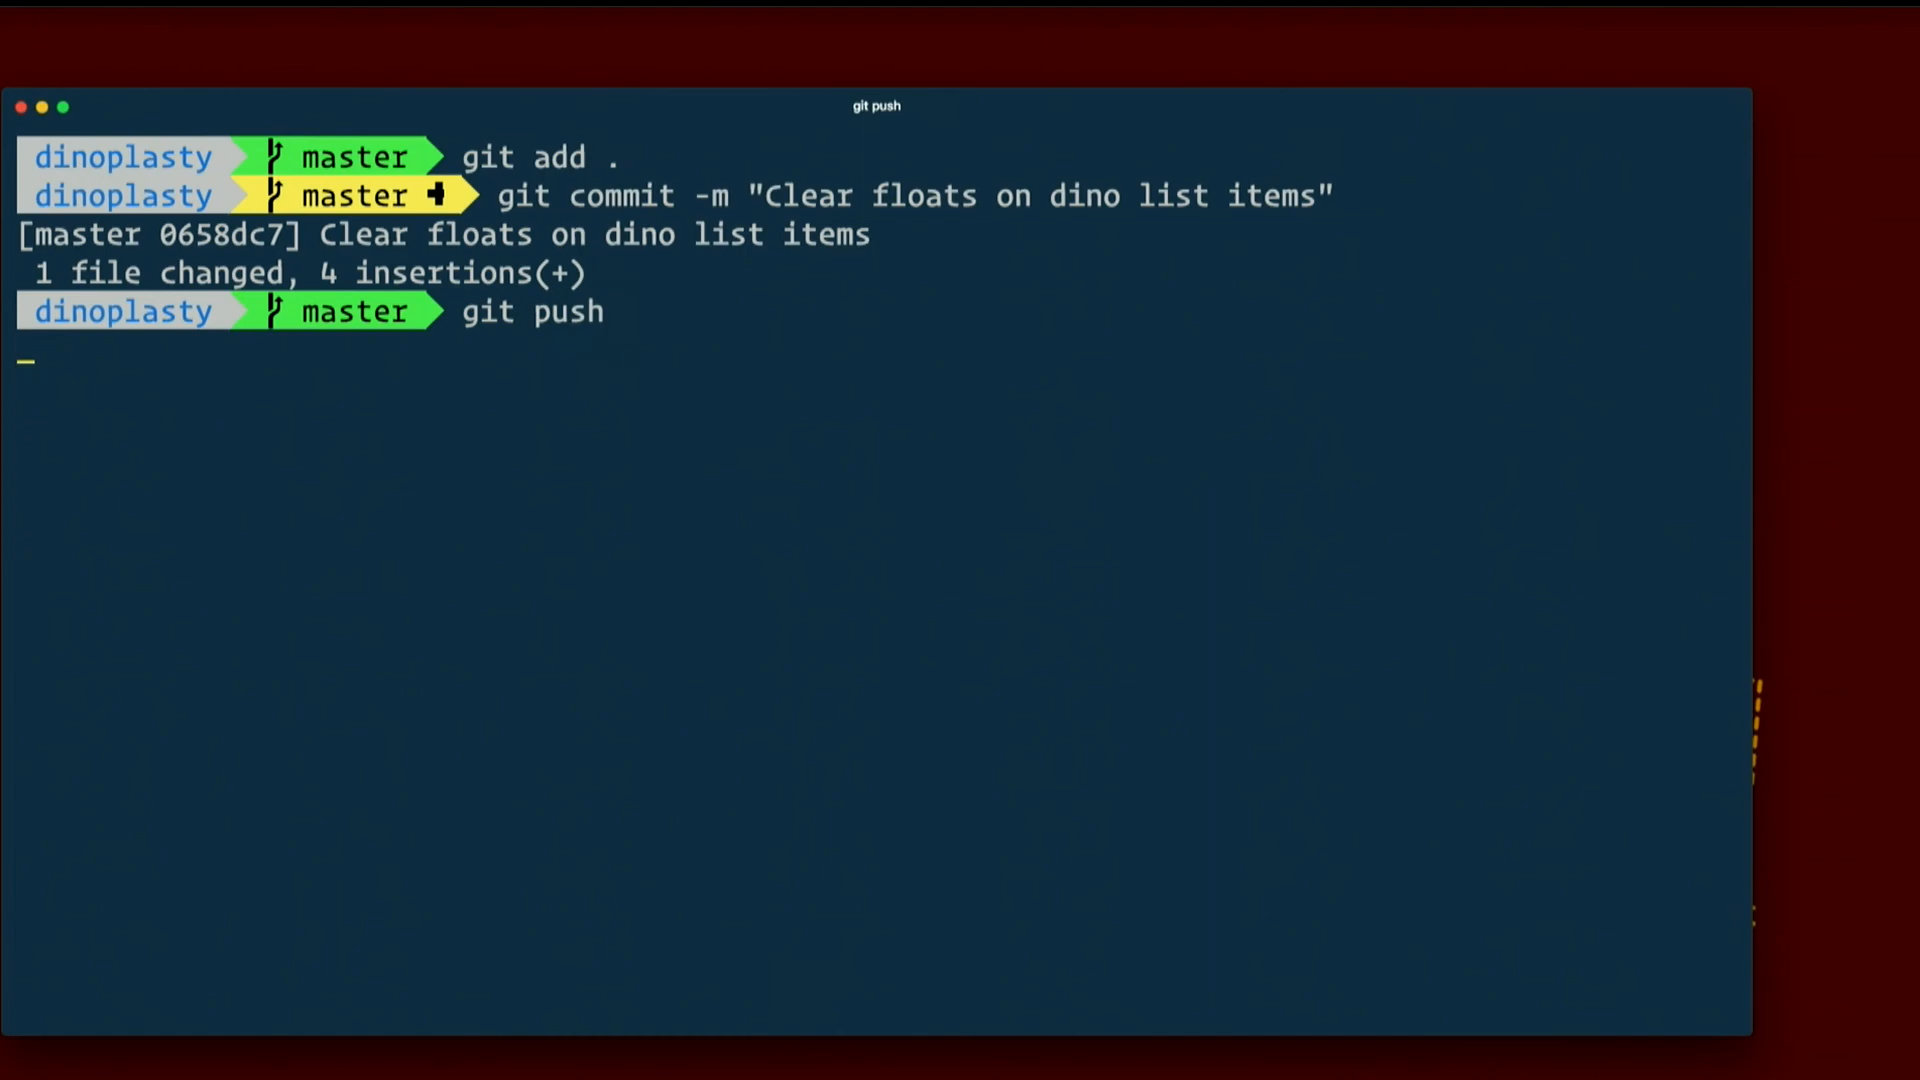 git push
dinoplasty master git add .
dinoplasty master git commit -m "Clear floats on dino list items"
[master 0658dc7] Clear floats on dino list items
1 file changed, 4 insertions(+)
dinoplasty master git push